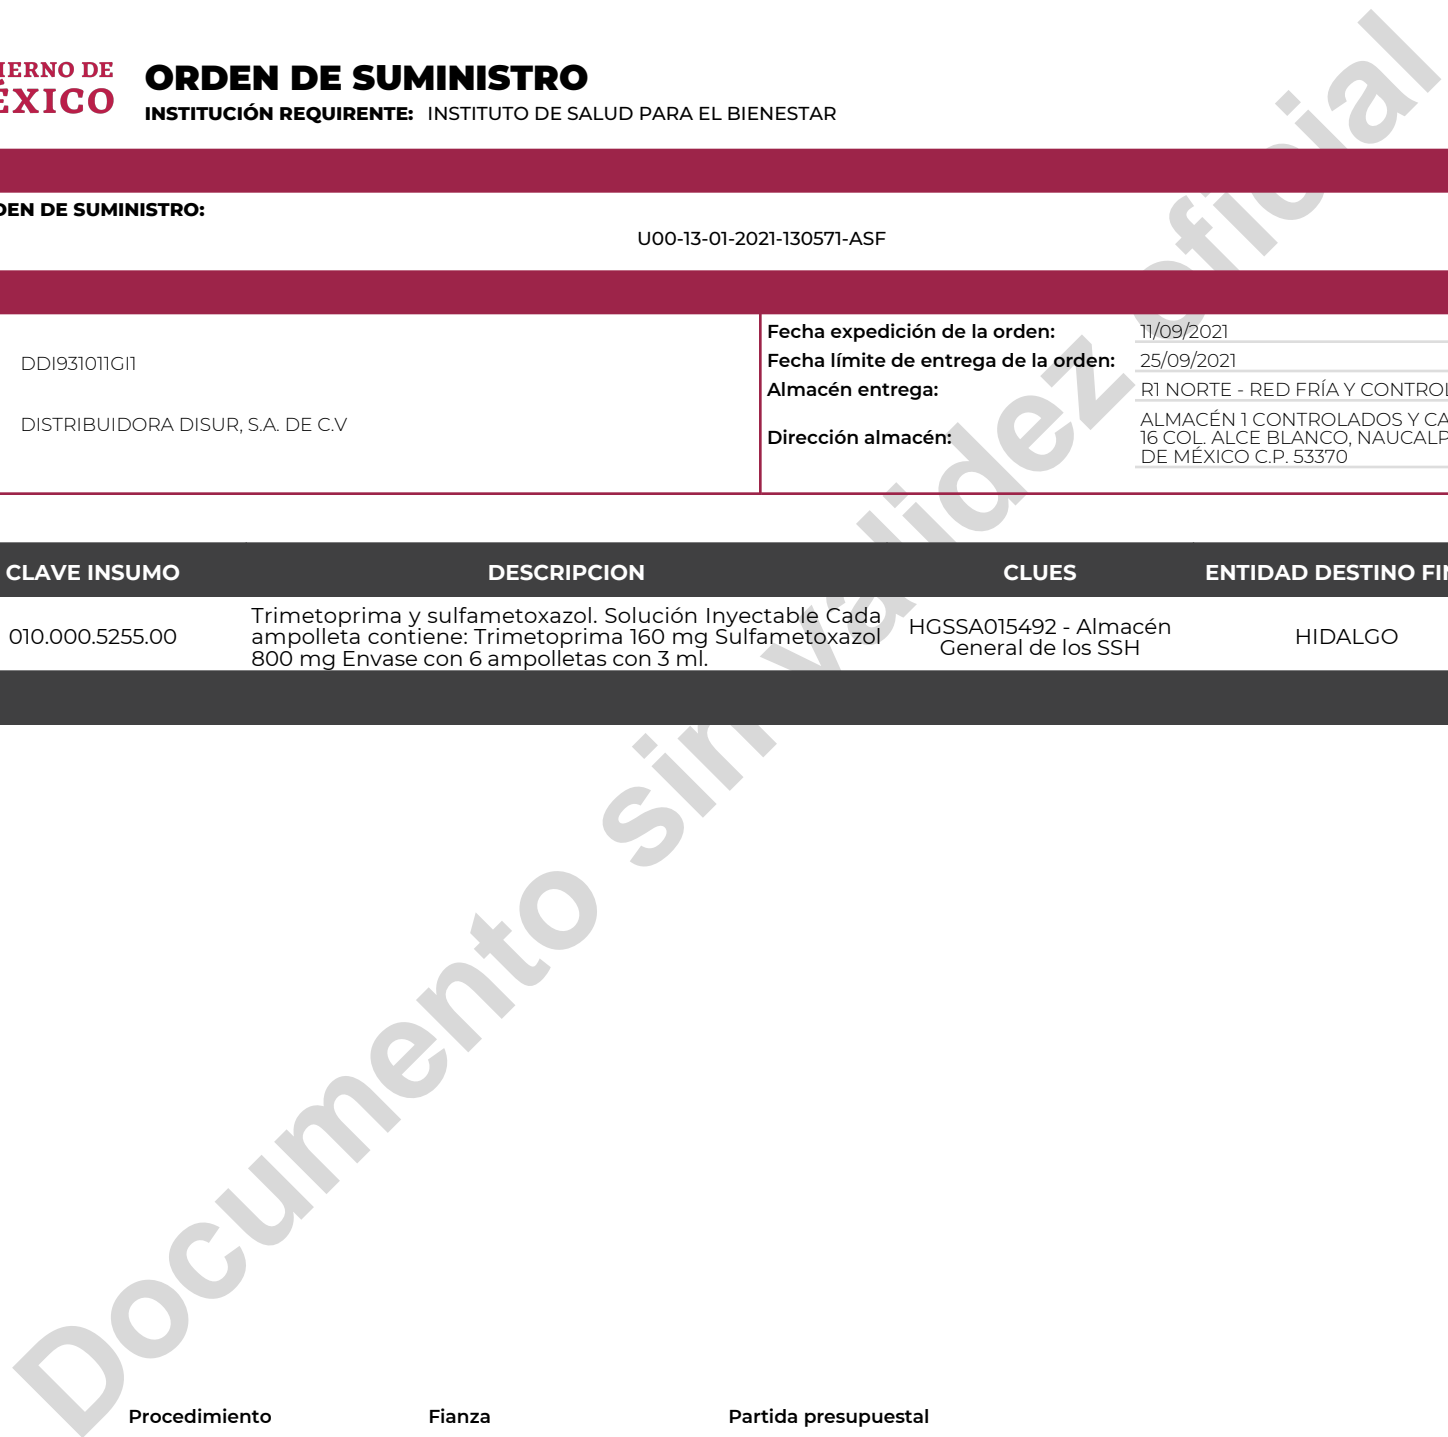 IERNO DE
ÉXICO
ORDEN DE SUMINISTRO
INSTITUCIÓN REQUIRENTE: INSTITUTO DE SALUD PARA EL BIENESTAR
DEN DE SUMINISTRO:
U00-13-01-2021-130571-ASF
DDI931011GI1
DISTRIBUIDORA DISUR, S.A. DE C.V
Fecha expedición de la orden: 11/09/2021
Fecha límite de entrega de la orden: 25/09/2021
Almacén entrega: R1 NORTE - RED FRÍA Y CONTROL
Dirección almacén: ALMACÉN 1 CONTROLADOS Y CA
16 COL. ALCE BLANCO, NAUCALP
DE MÉXICO C.P. 53370
CLAVE INSUMO DESCRIPCION CLUES ENTIDAD DESTINO FIN
010.000.5255.00
Trimetoprima y sulfametoxazol. Solución Inyectable Cada
ampolleta contiene: Trimetoprima 160 mg Sulfametoxazol
800 mg Envase con 6 ampolletas con 3 ml.
HGSSA015492 - Almacén
General de los SSH
HIDALGO
Documento sin validez oficial
Procedimiento Fianza Partida presupuestal